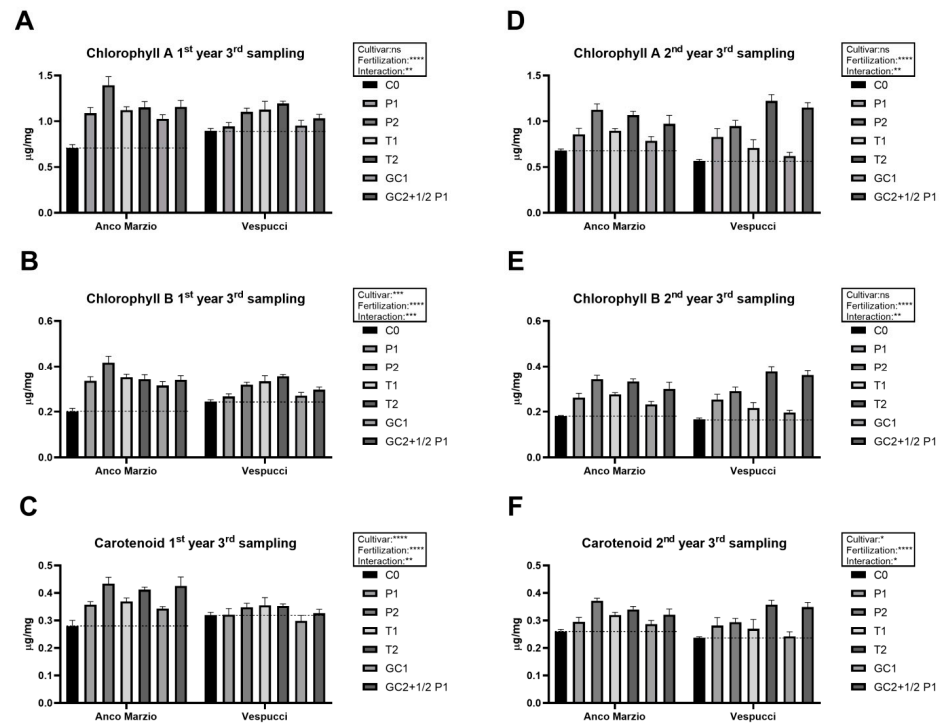 A
Chlorophyll A 1st year 3rd sampling
Cultivar:ns
Fertilization:****
Interaction:**
µg/mg
1.5
1.0
0.5
0.0
Anco Marzio
Vespucci
C0
P1
P2
T1
T2
GC1
GC2+1/2 P1
D
Chlorophyll A 2nd year 3rd sampling
Cultivar:ns
Fertilization:****
Interaction:**
µg/mg
1.5
1.0
0.5
0.0
Anco Marzio
Vespucci
C0
P1
P2
T1
T2
GC1
GC2+1/2 P1
B
Chlorophyll B 1st year 3rd sampling
Cultivar:***
Fertilization:****
Interaction:***
µg/mg
0.6
0.4
0.2
0.0
Anco Marzio
Vespucci
C0
P1
P2
T1
T2
GC1
GC2+1/2 P1
E
Chlorophyll B 2nd year 3rd sampling
Cultivar:ns
Fertilization:****
Interaction:**
µg/mg
0.6
0.4
0.2
0.0
Anco Marzio
Vespucci
C0
P1
P2
T1
T2
GC1
GC2+1/2 P1
C
Carotenoid 1st year 3rd sampling
Cultivar:****
Fertilization:****
Interaction:**
µg/mg
0.5
0.4
0.3
0.2
0.1
0.0
Anco Marzio
Vespucci
C0
P1
P2
T1
T2
GC1
GC2+1/2 P1
F
Carotenoid 2nd year 3rd sampling
Cultivar:*
Fertilization:****
Interaction:*
µg/mg
0.5
0.4
0.3
0.2
0.1
0.0
Anco Marzio
Vespucci
C0
P1
P2
T1
T2
GC1
GC2+1/2 P1